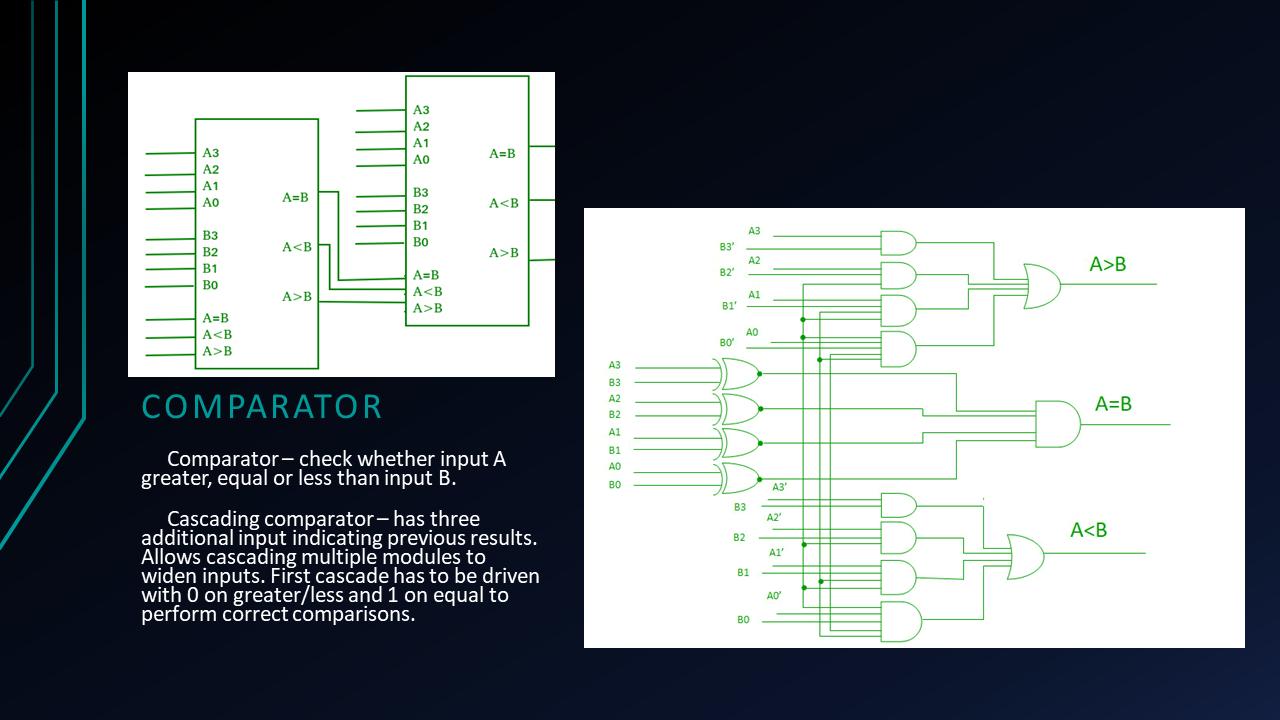 A3
A2
A1
A0
B3
B2
B1
B0
A=B
A<B
A>B
A=B
A<B
A>B
A3
A2
A1
A0
B3
B2
B1
B0
A=B
A<B
A>B
A=B
A<B
A>B
COMPARATOR
Comparator – check whether input A
greater, equal or less than input B.
Cascading comparator – has three
additional input indicating previous results.
Allows cascading multiple modules to
widen inputs. First cascade has to be driven
with 0 on greater/less and 1 on equal to
perform correct comparisons.
A3
B3'
A2
B2'
A1
B1'
A0
B0'
A>B
A3
B3
A2
B2
A1
B1
A0
B0
A=B
A3'
B3
A2'
B2
A1'
B1
A0'
B0
A<B